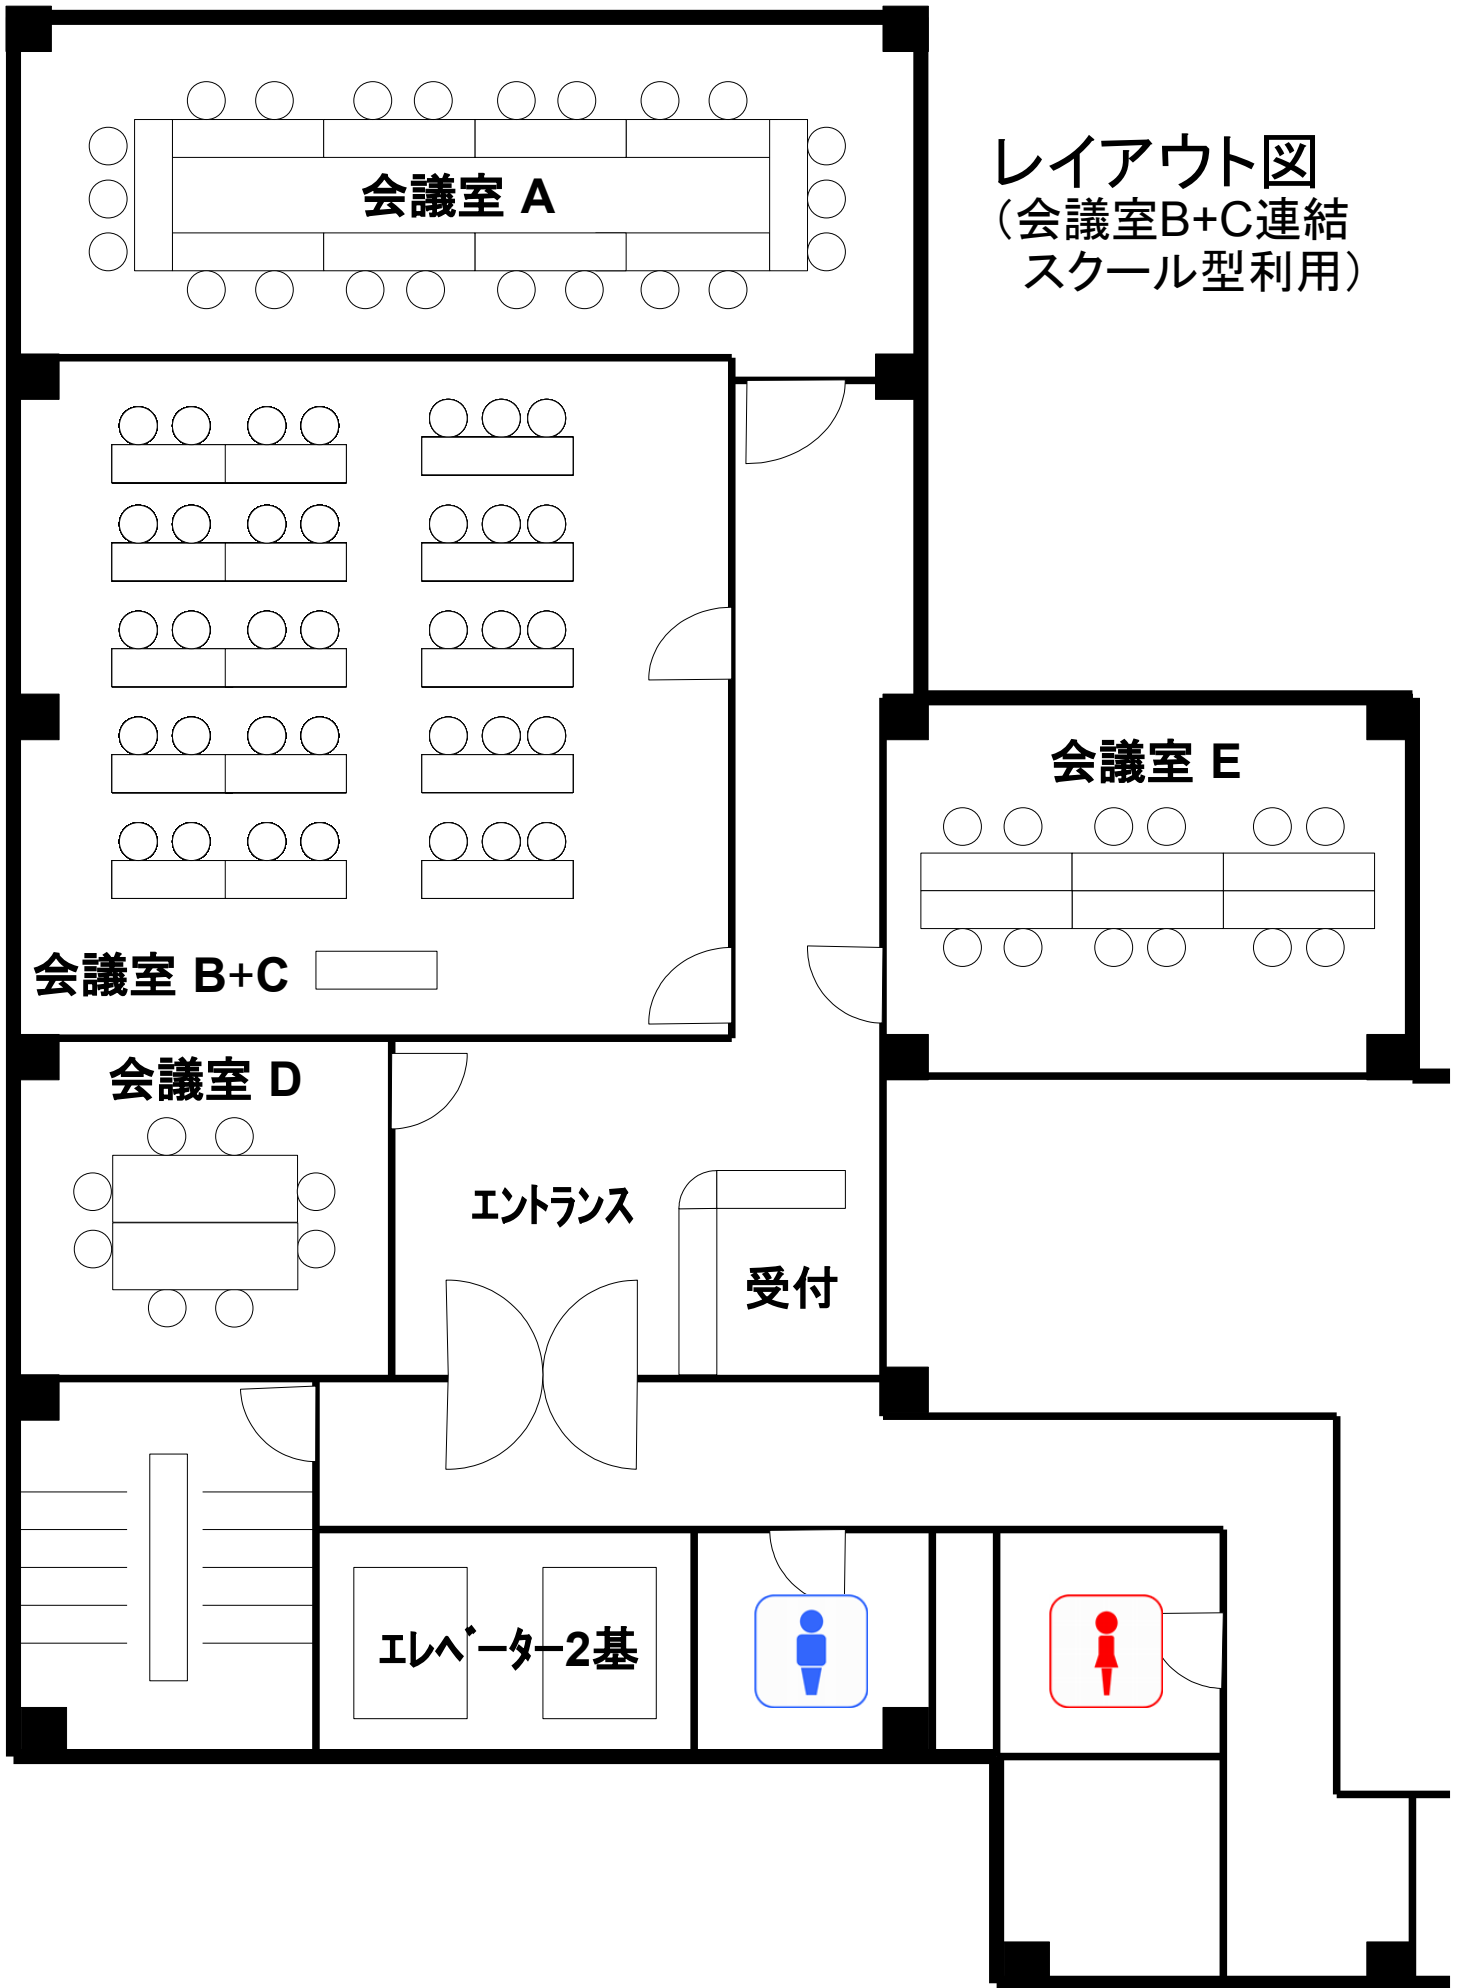 会議室 A
レイアウト図
（会議室B+C連結
スクール型利用）
会議室 E
会議室 B+C
会議室 D
エントランス
受付
エレベーター2基